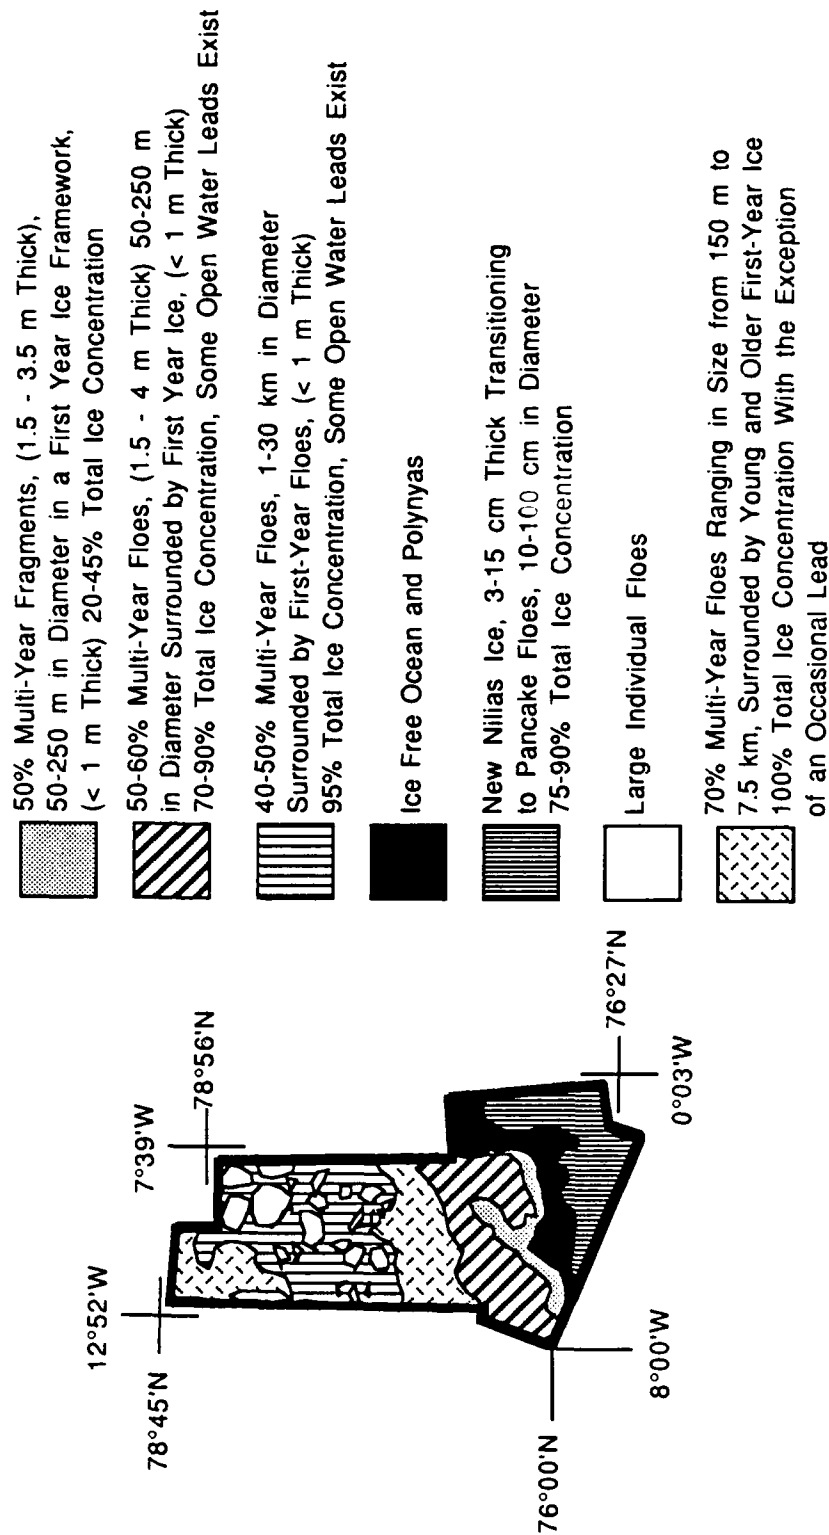 50% Multi-Year Fragments, (1.5 - 3.5 m Thick),
50-250 m in Diameter in a First Year Ice Framework,
(< 1 m Thick) 20-45% Total Ice Concentration
50-60% Multi-Year Floes, (1.5 - 4 m Thick) 50-250 m
in Diameter Surrounded by First Year Ice, (< 1 m Thick)
70-90% Total Ice Concentration, Some Open Water Leads Exist
40-50% Multi-Year Floes, 1-30 km in Diameter
Surrounded by First-Year Floes, (< 1 m Thick)
95% Total Ice Concentration, Some Open Water Leads Exist
Ice Free Ocean and Polynyas
New Nilias Ice, 3-15 cm Thick Transitioning
to Pancake Floes, 10-100 cm in Diameter
75-90% Total Ice Concentration
Large Individual Floes
70% Multi-Year Floes Ranging in Size from 150 m to
7.5 km, Surrounded by Young and Older First-Year Ice
100% Total Ice Concentration With the Exception
of an Occasional Lead
12°52'W
78°45'N
7°39'W
78°56'N
76°00'N
8°00'W
0°03'W
76°27'N